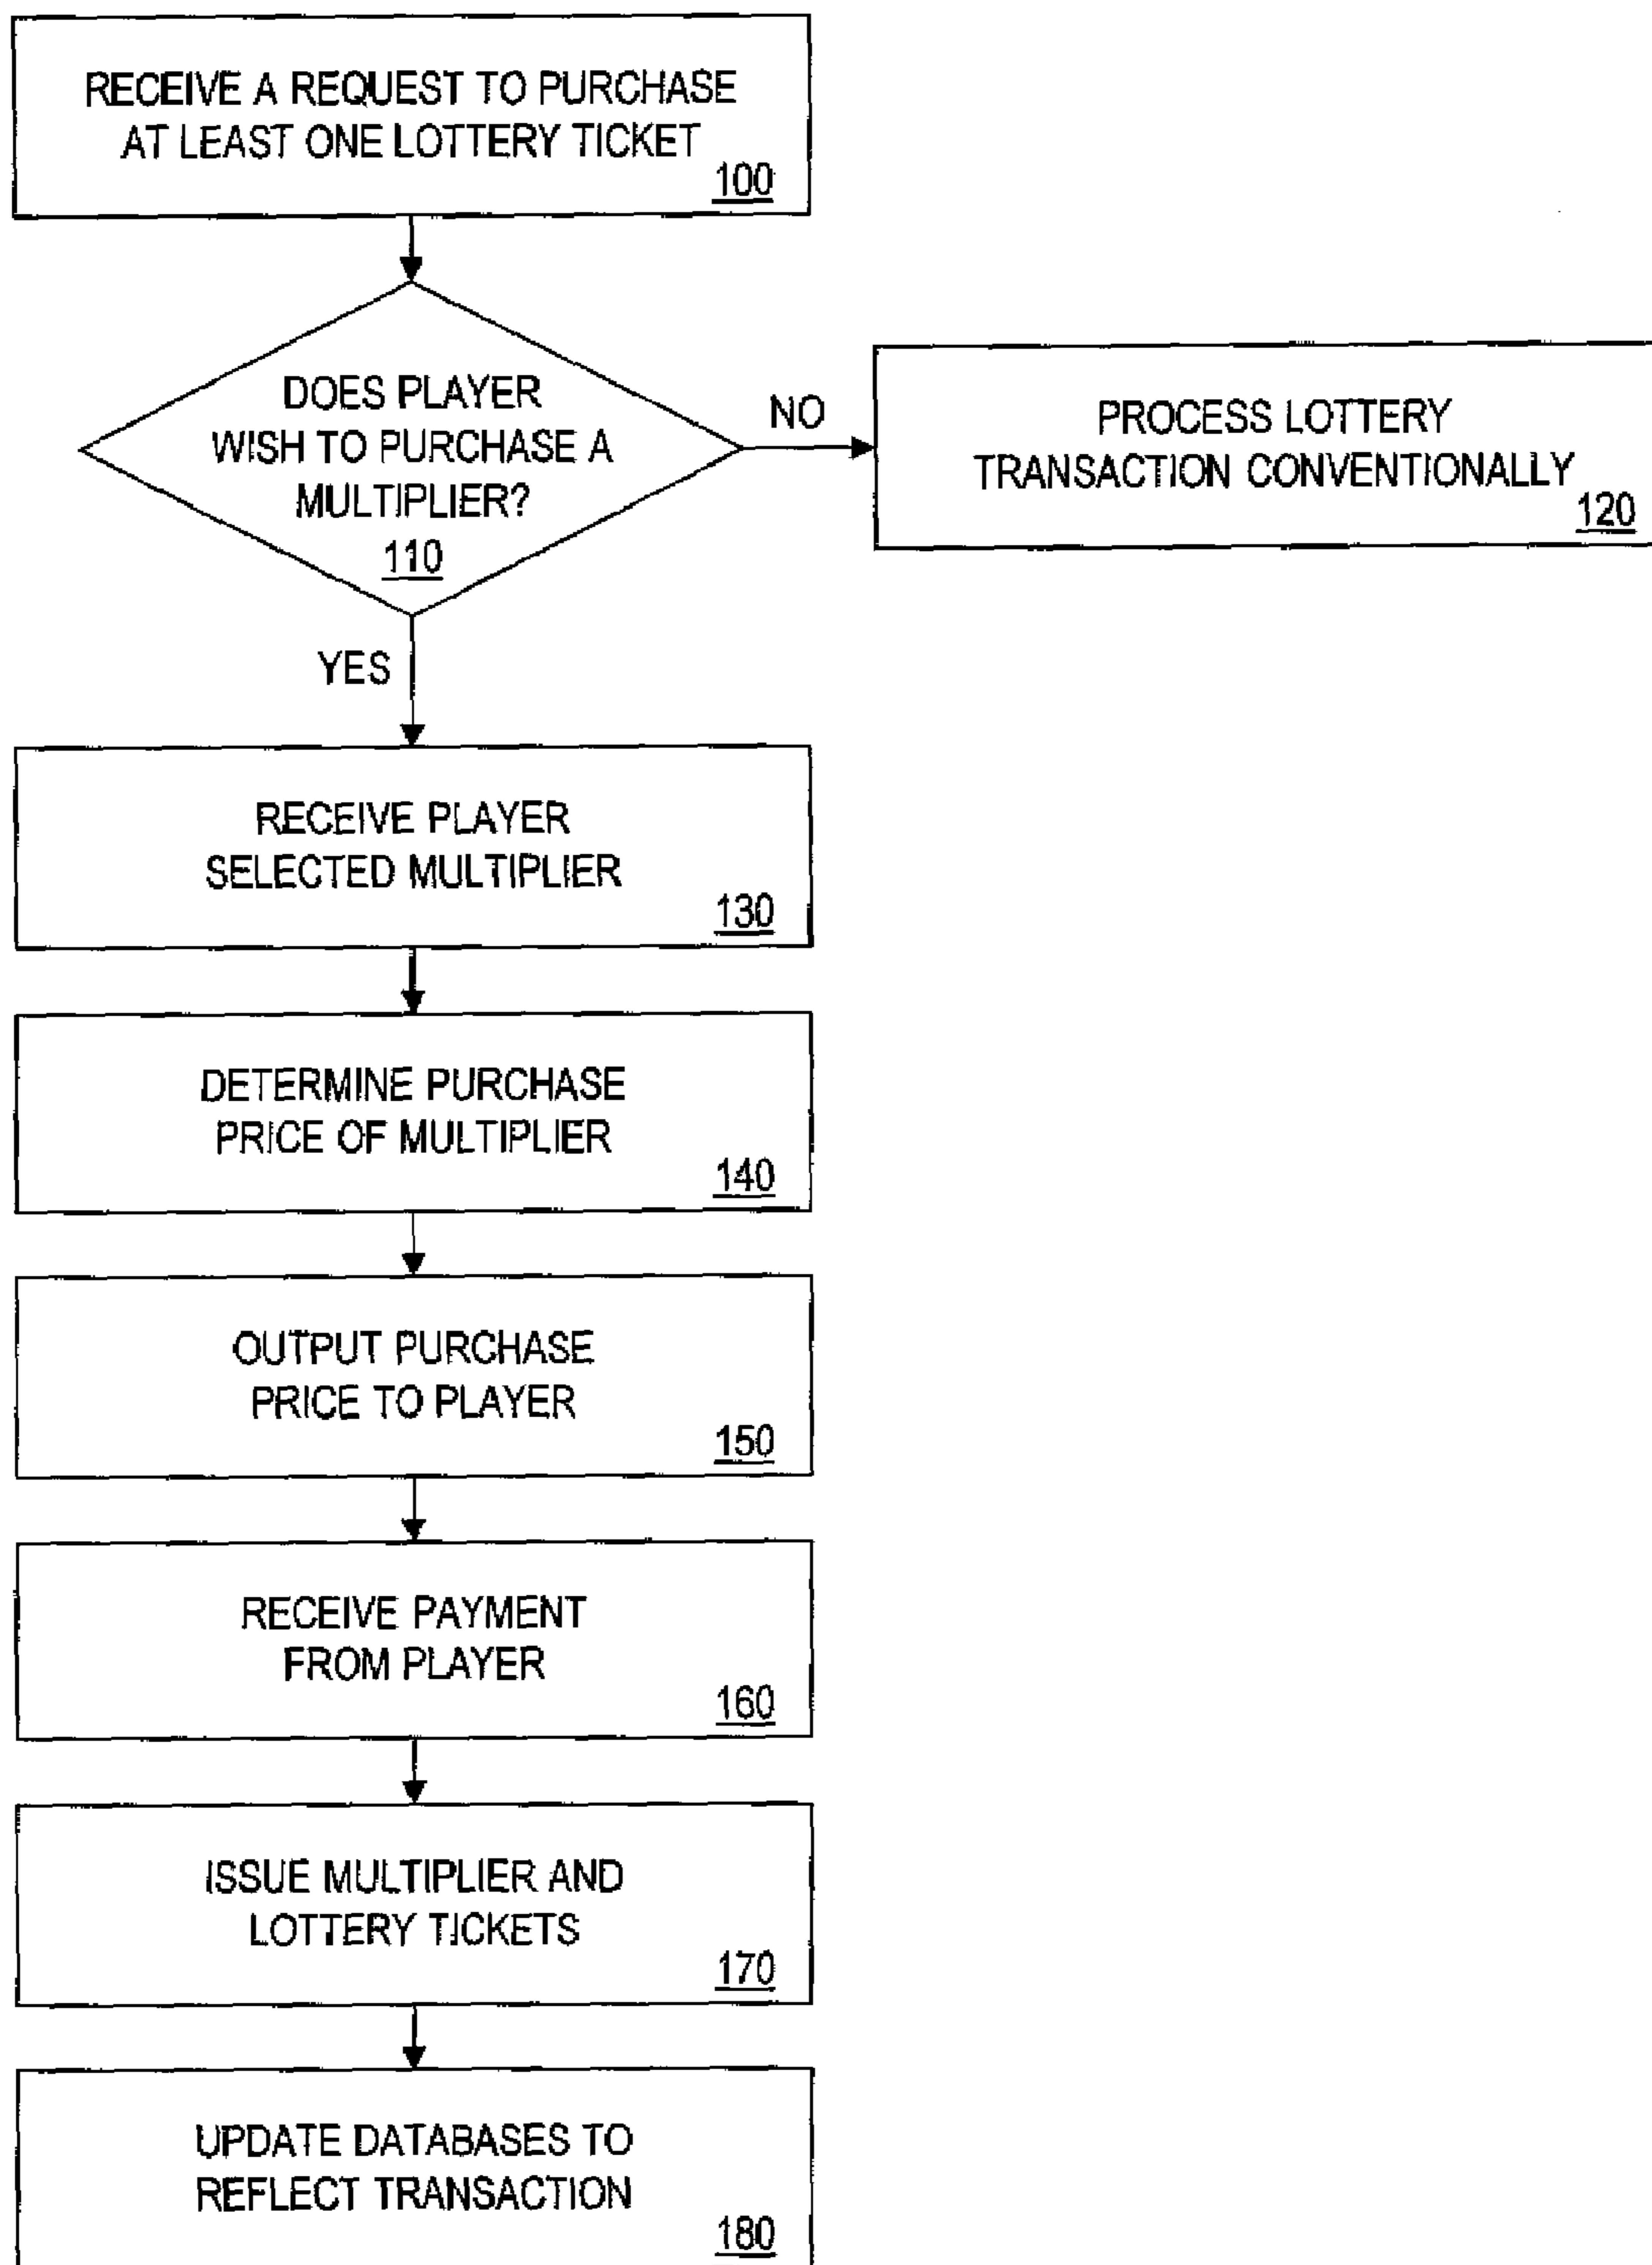 RECEIVE A REQUEST TO PURCHASE
AT LEAST ONE LOTTERY TICKET
100
DOES PLAYER
WISH TO PURCHASE A
MULTIPLIER?
110
NO
PROCESS LOTTERY
TRANSACTION CONVENTIONALLY
120
YES
RECEIVE PLAYER
SELECTED MULTIPLIER
130
DETERMINE PURCHASE
PRICE OF MULTIPLIER
140
OUTPUT PURCHASE
PRICE TO PLAYER
150
RECEIVE PAYMENT
FROM PLAYER
160
ISSUE MULTIPLIER AND
LOTTERY TICKETS
170
UPDATE DATABASES TO
REFLECT TRANSACTION
180